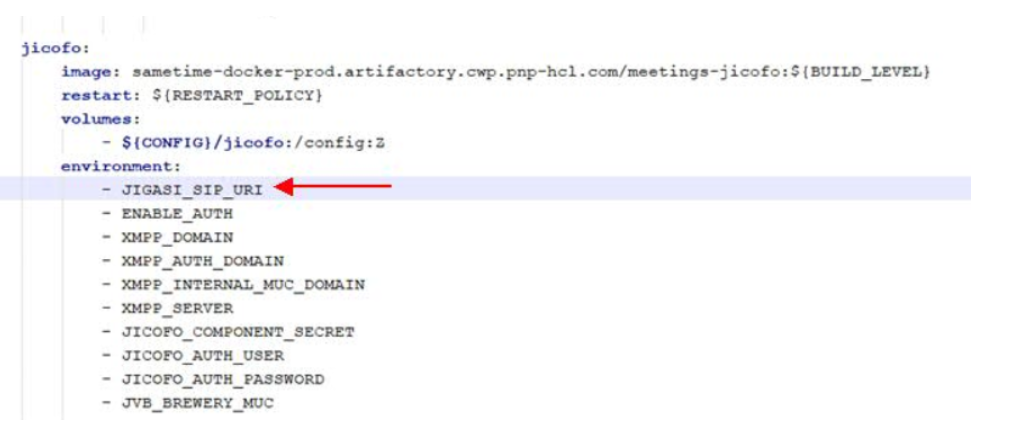 jicofo:
image: sametime-docker-prod.artifactory.cwp.pnp-hcl.com/meetings-jicofo:${BUILD_LEVEL}
restart: ${RESTART_POLICY}
volumes:
- ${CONFIG}/jicofo:/config:Z
environment:
- JIGASI_SIP_URI
- ENABLE_AUTH
- XMPP_DOMAIN
- XMPP_AUTH_DOMAIN
- XMPP_INTERNAL_MUC_DOMAIN
- XMPP_SERVER
- JICOFO_COMPONENT_SECRET
- JICOFO_AUTH_USER
- JICOFO_AUTH_PASSWORD
- JVB_BREWERY_MUC